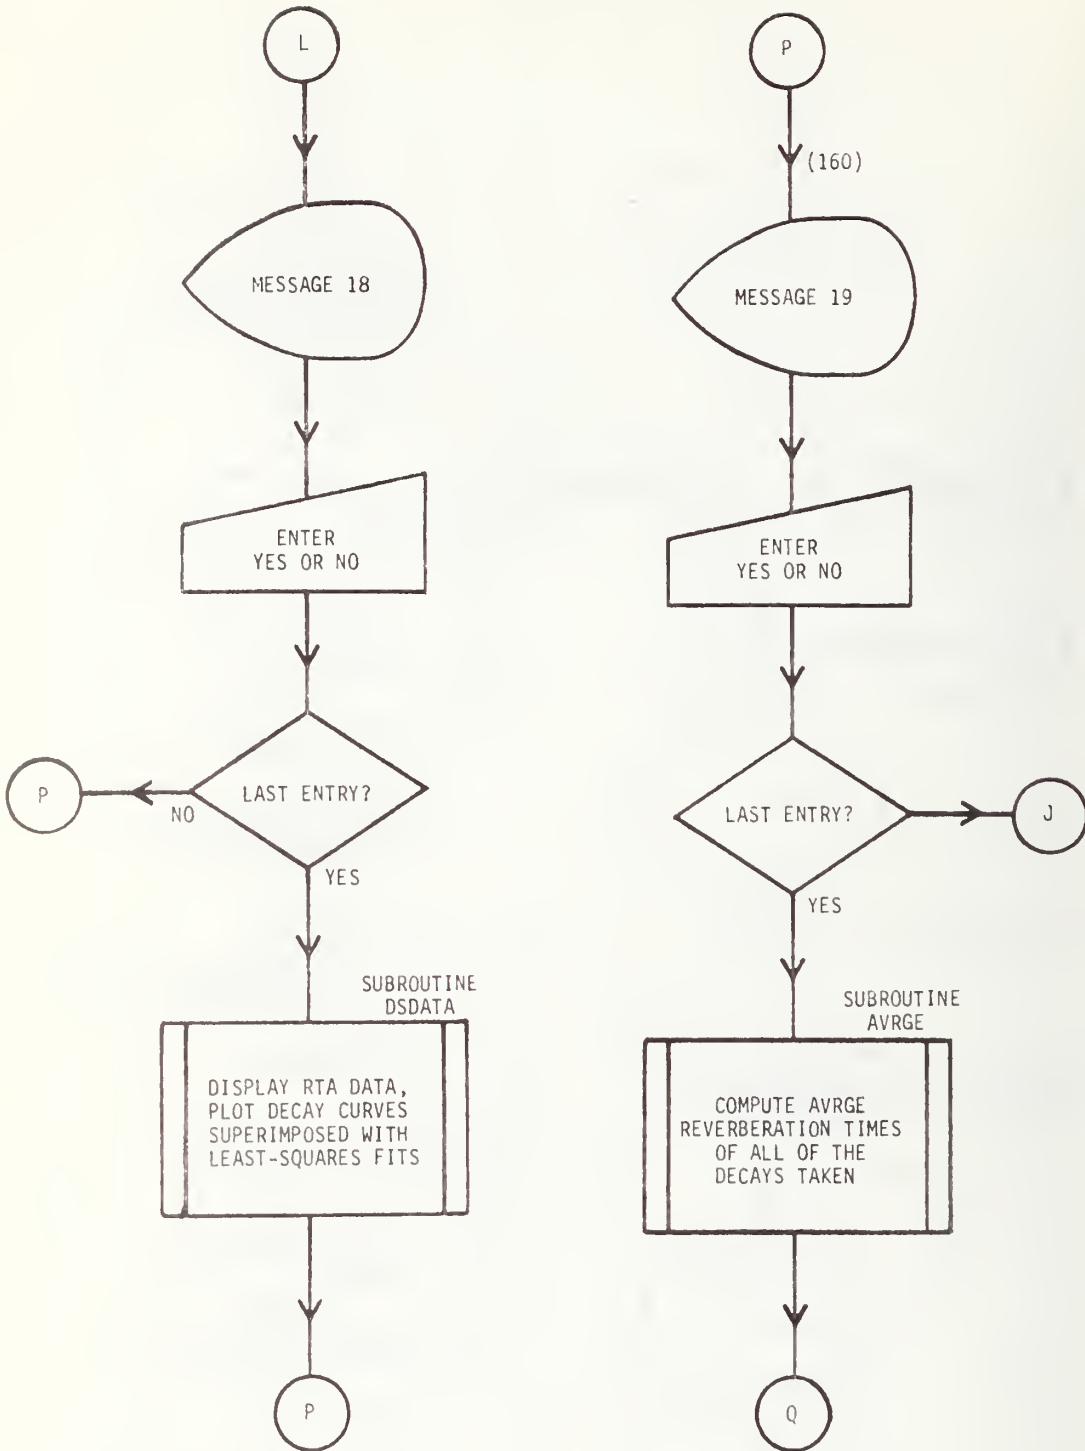 L
MESSAGE 18
ENTER
YES OR NO
LAST ENTRY?
NO
P
YES
SUBROUTINE
DSDATA
DISPLAY RTA DATA,
PLOT DECAY CURVES
SUPERIMPOSED WITH
LEAST-SQUARES FITS
P
P
(160)
MESSAGE 19
ENTER
YES OR NO
LAST ENTRY?
J
YES
SUBROUTINE
AVRGE
COMPUTE AVRGE
REVERBERATION TIMES
OF ALL OF THE
DECAYS TAKEN
Q